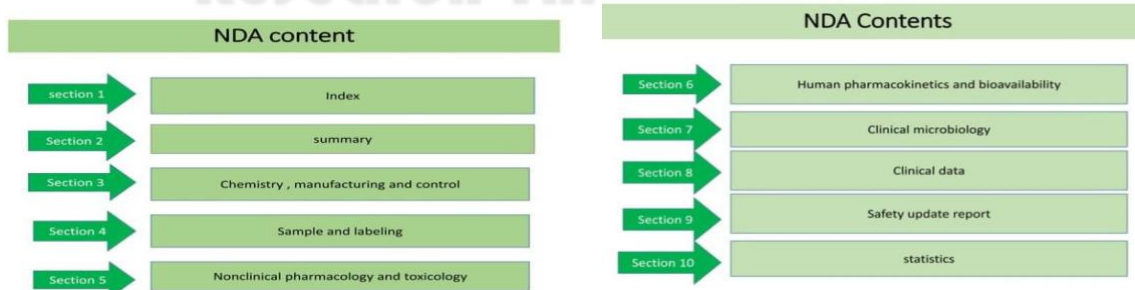 NDA content
section 1
Index
Section 2
summary
Section 3
Chemistry , manufacturing and control
Section 4
Sample and labeling
Section 5
Nonclinical pharmacology and toxicology
NDA Contents
Section 6
Human pharmacokinetics and bioavailability
Section 7
Clinical microbiology
Section 8
Clinical data
Section 9
Safety update report
Section 10
statistics